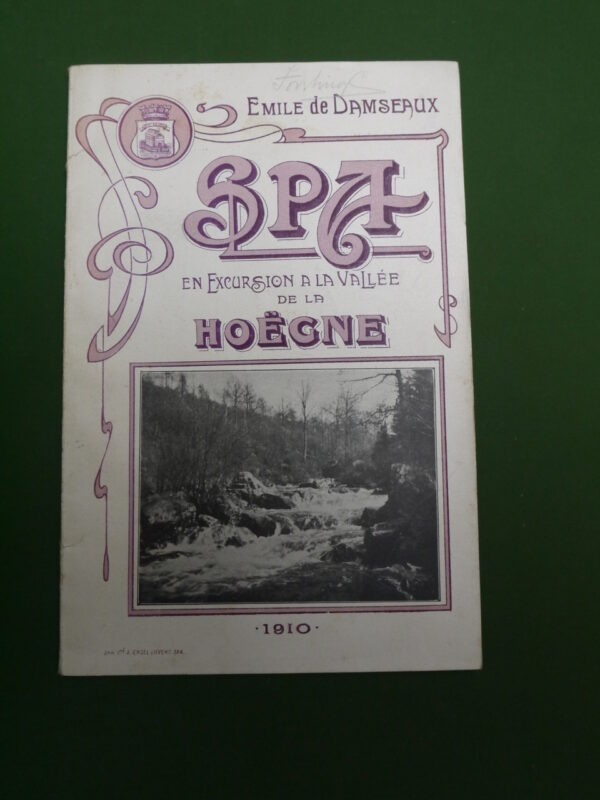 EMILE de DAMSEAUX
SPA
EN EXCURSION A LA VALLÉE
DE LA
HOËGNE
·1910·